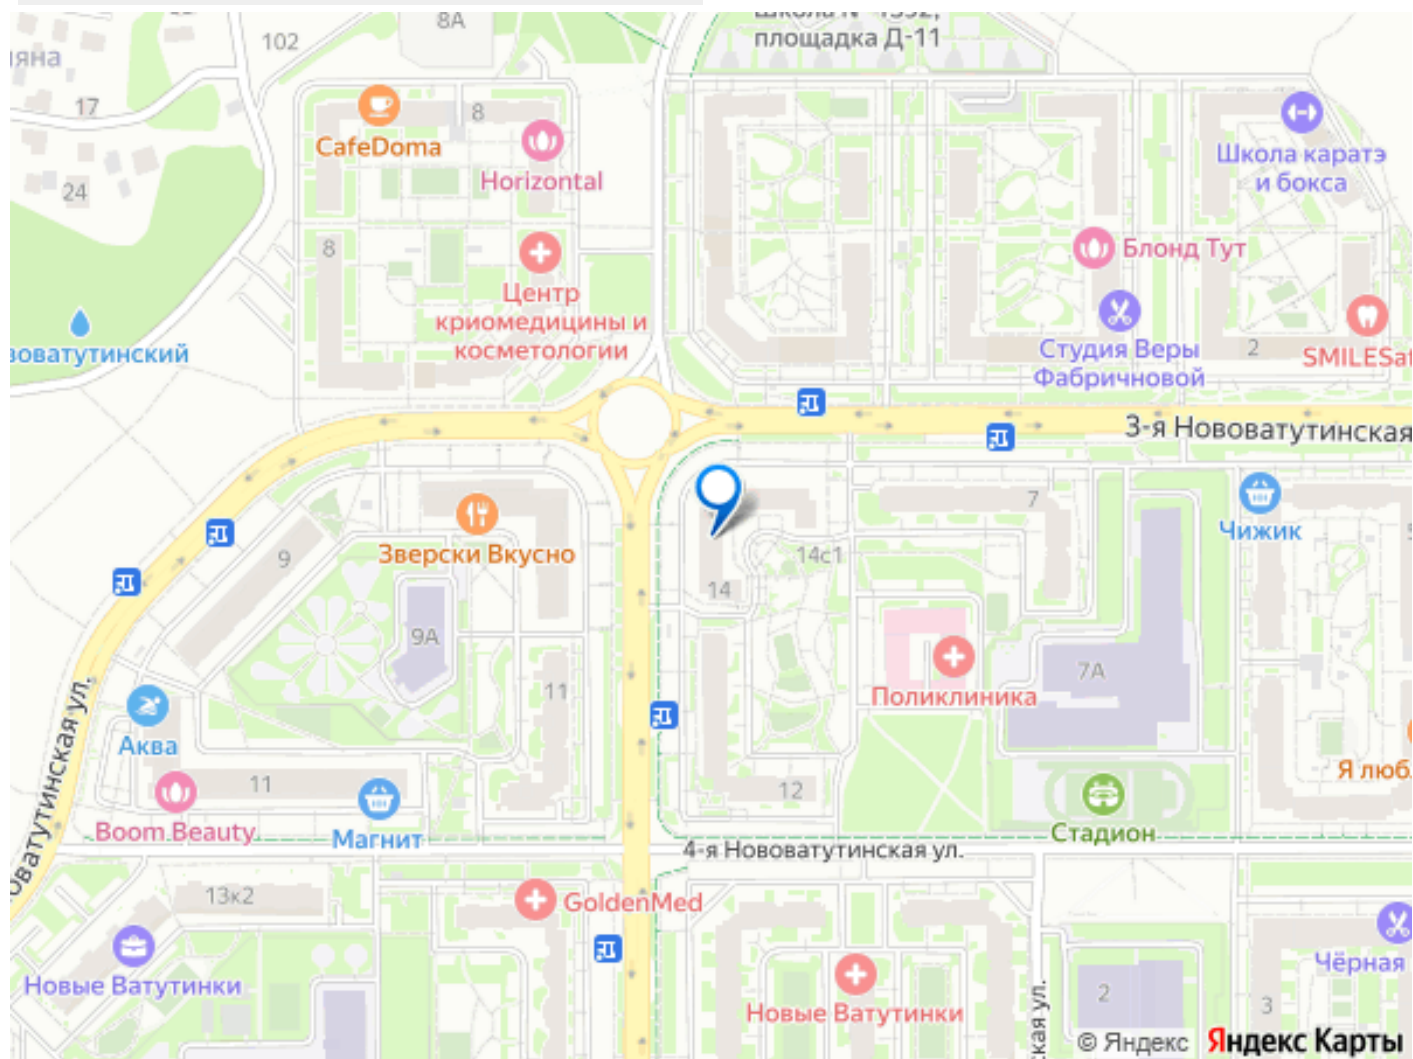 8А
102
Школа № 1392,
площадка Д-11
17
8
CafeDoma
Horizontal
Школа каратэ
и бокса
24
8
Блонд Тут
Центр
криомедицины и
косметологии
Студия Веры
Фабричновой
2
3-я Нововатутинская
7
Чижик
Зверски Вкусно
9
14с1
14
9А
7А
Поликлиника
11
Аква
11
12
Boom Beauty
Магнит
Стадион
4-я Нововатутинская ул.
13к2
GoldenMed
Новые Ватутинки
Новые Ватутинки
2
3
Чёрная
© Яндекс
Яндекс Карты